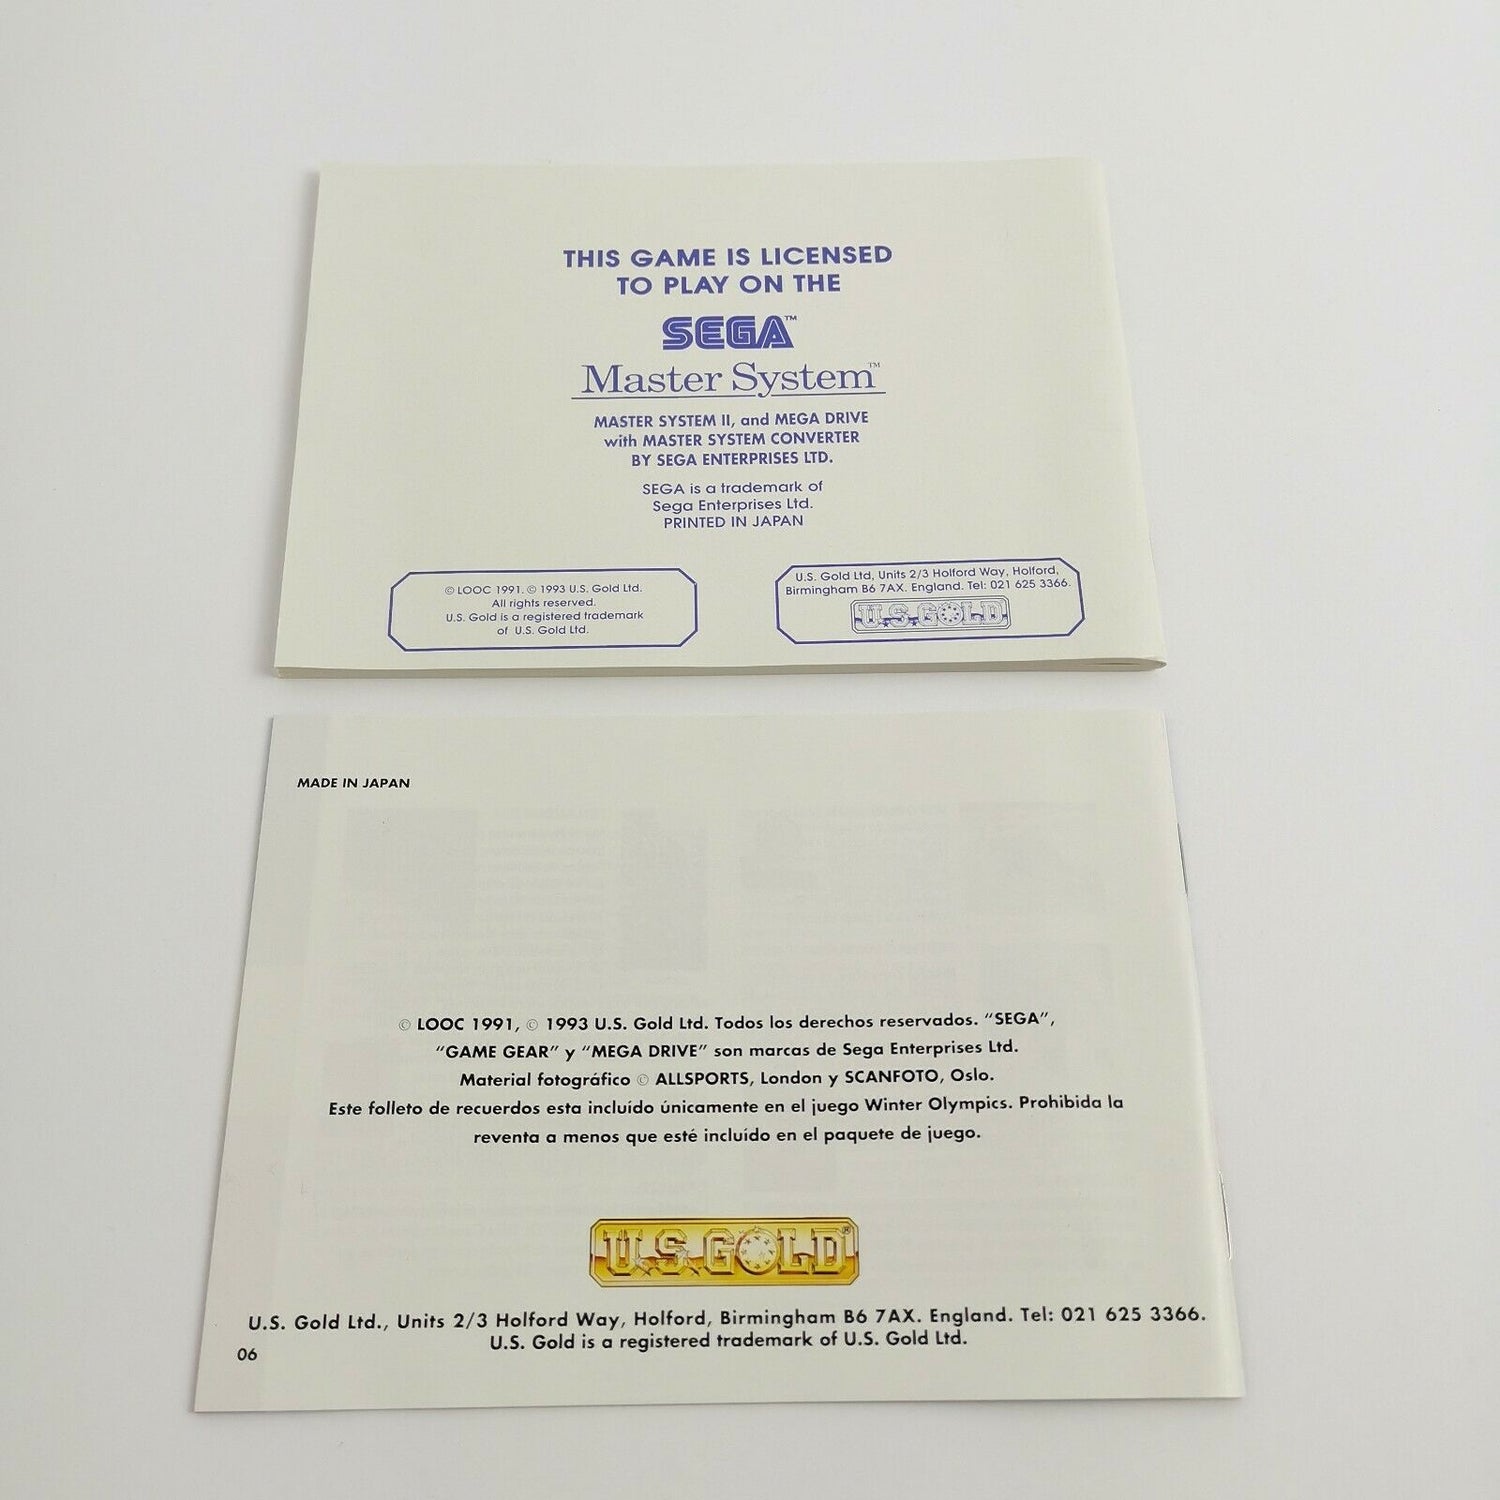 THIS GAME IS LICENSED
TO PLAY ON THE
SEGA™
Master System™
MASTER SYSTEM II, and MEGA DRIVE
with MASTER SYSTEM CONVERTER
BY SEGA ENTERPRISES LTD.
SEGA is a trademark of
Sega Enterprises Ltd.
PRINTED IN JAPAN
© LOOC 1991. © 1993 U.S. Gold Ltd.
All rights reserved.
U.S. Gold is a registered trademark
of U.S. Gold Ltd.
U.S. Gold Ltd, Units 2/3 Holford Way, Holford,
Birmingham B6 7AX. England. Tel: 021 625 3366.
U.S. GOLD
MADE IN JAPAN
© LOOC 1991, © 1993 U.S. Gold Ltd. Todos los derechos reservados. “SEGA”,
“GAME GEAR” y “MEGA DRIVE” son marcas de Sega Enterprises Ltd.
Material fotográfico © ALLSPORTS, London y SCANFOTO, Oslo.
Este folleto de recuerdos esta incluído únicamente en el juego Winter Olympics. Prohibida la
reventa a menos que esté incluído en el paquete de juego.
U.S. GOLD®
U.S. Gold Ltd., Units 2/3 Holford Way, Holford, Birmingham B6 7AX. England. Tel: 021 625 3366.
U.S. Gold is a registered trademark of U.S. Gold Ltd.
06